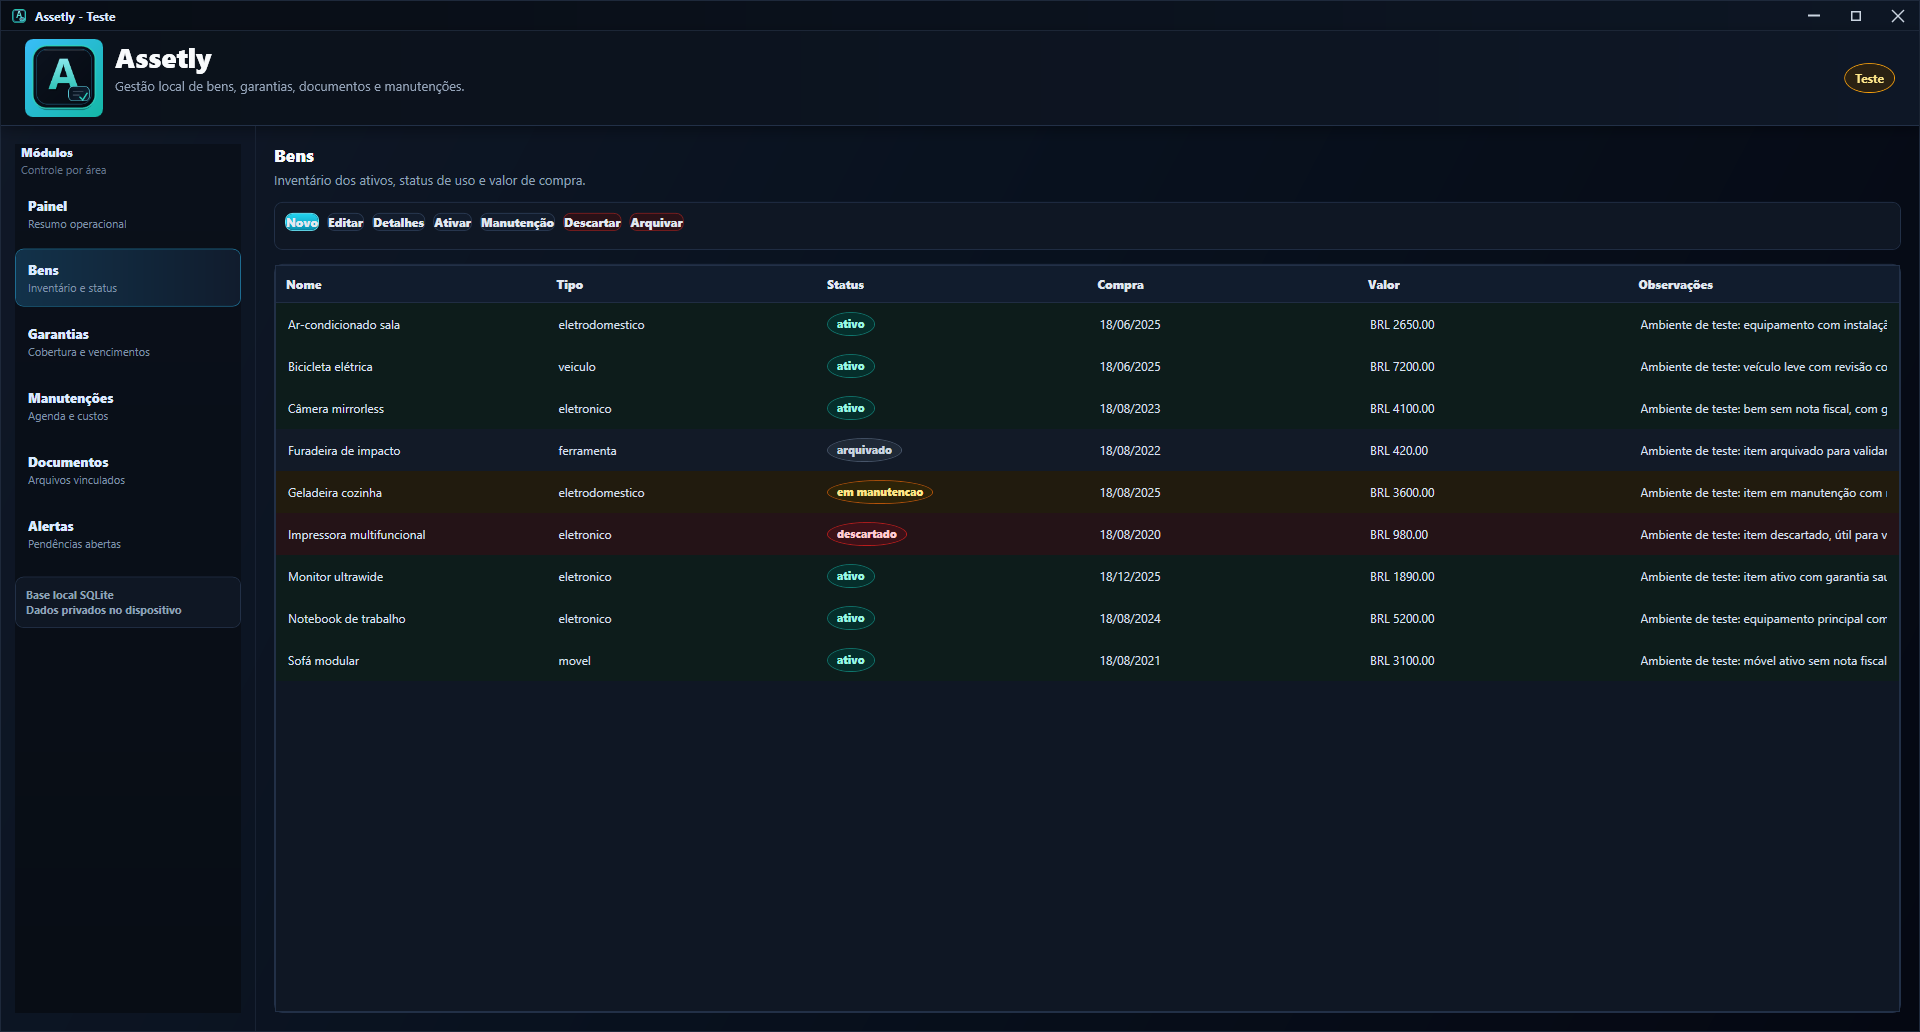 Assetly - Teste
Assetly
Gestão local de bens, garantias, documentos e manutenções.
Teste
Módulos
Controle por área
Painel
Resumo operacional
Bens
Inventário e status
Garantias
Cobertura e vencimentos
Manutenções
Agenda e custos
Documentos
Arquivos vinculados
Alertas
Pendências abertas
Base local SQLite
Dados privados no dispositivo
Bens
Inventário dos ativos, status de uso e valor de compra.
Novo Editar Detalhes Ativar Manutenção Descartar Arquivar
Nome Tipo Status Compra Valor Observações
Ar-condicionado sala eletrodomestico ativo 18/06/2025 BRL 2650.00 Ambiente de teste: equipamento com instalaçã
Bicicleta elétrica veiculo ativo 18/06/2025 BRL 7200.00 Ambiente de teste: veículo leve com revisão co
Câmera mirrorless eletronico ativo 18/08/2023 BRL 4100.00 Ambiente de teste: bem sem nota fiscal, com g
Furadeira de impacto ferramenta arquivado 18/08/2022 BRL 420.00 Ambiente de teste: item arquivado para validar
Geladeira cozinha eletrodomestico em manutencao 18/08/2025 BRL 3600.00 Ambiente de teste: item em manutenção com
Impressora multifuncional eletronico descartado 18/08/2020 BRL 980.00 Ambiente de teste: item descartado, útil para v
Monitor ultrawide eletronico ativo 18/12/2025 BRL 1890.00 Ambiente de teste: item ativo com garantia sau
Notebook de trabalho eletronico ativo 18/08/2024 BRL 5200.00 Ambiente de teste: equipamento principal com
Sofá modular movel ativo 18/08/2021 BRL 3100.00 Ambiente de teste: móvel ativo sem nota fiscal